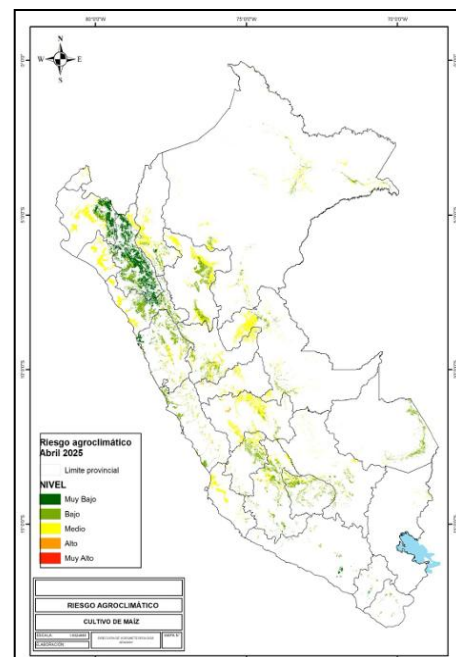 80°0'0"W 75°0'0"W 70°0'0"W
N
W E
S
Riesgo agroclimático
Abril 2025
Limite provincial
NIVEL
Muy Bajo
Bajo
Medio
Alto
Muy Alto
RIESGO AGROCLIMÁTICO
CULTIVO DE MAÍZ
ELABORACIÓN: